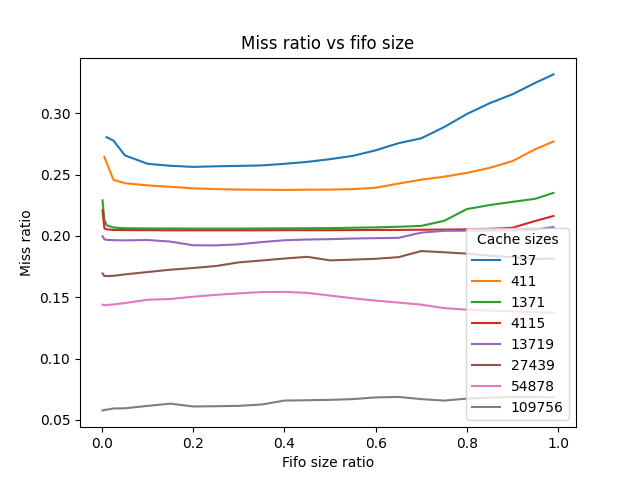 Miss ratio vs fifo size
Miss ratio
0.30
0.25
0.20
0.15
0.10
0.05
Cache sizes
137
411
1371
4115
13719
27439
54878
109756
0.0 0.2 0.4 0.6 0.8 1.0
Fifo size ratio